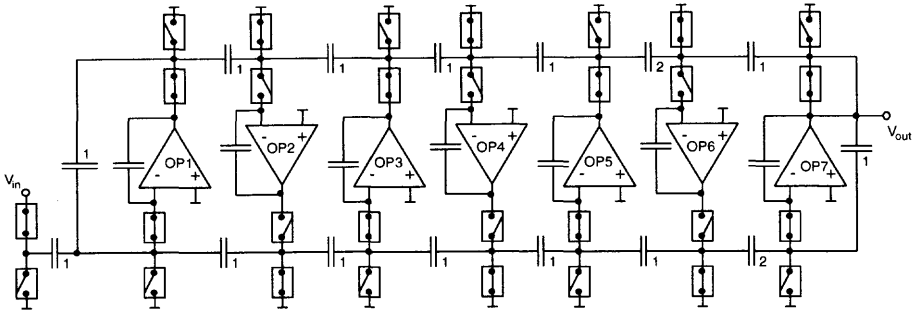 1 1 1 1 2 1
- + - + - +
OP2 OP4 OP6
1 OP1 OP3 OP5 OP7 1
- + - + - + - +
V_in
V_out
1 1 1 1 1 1 2